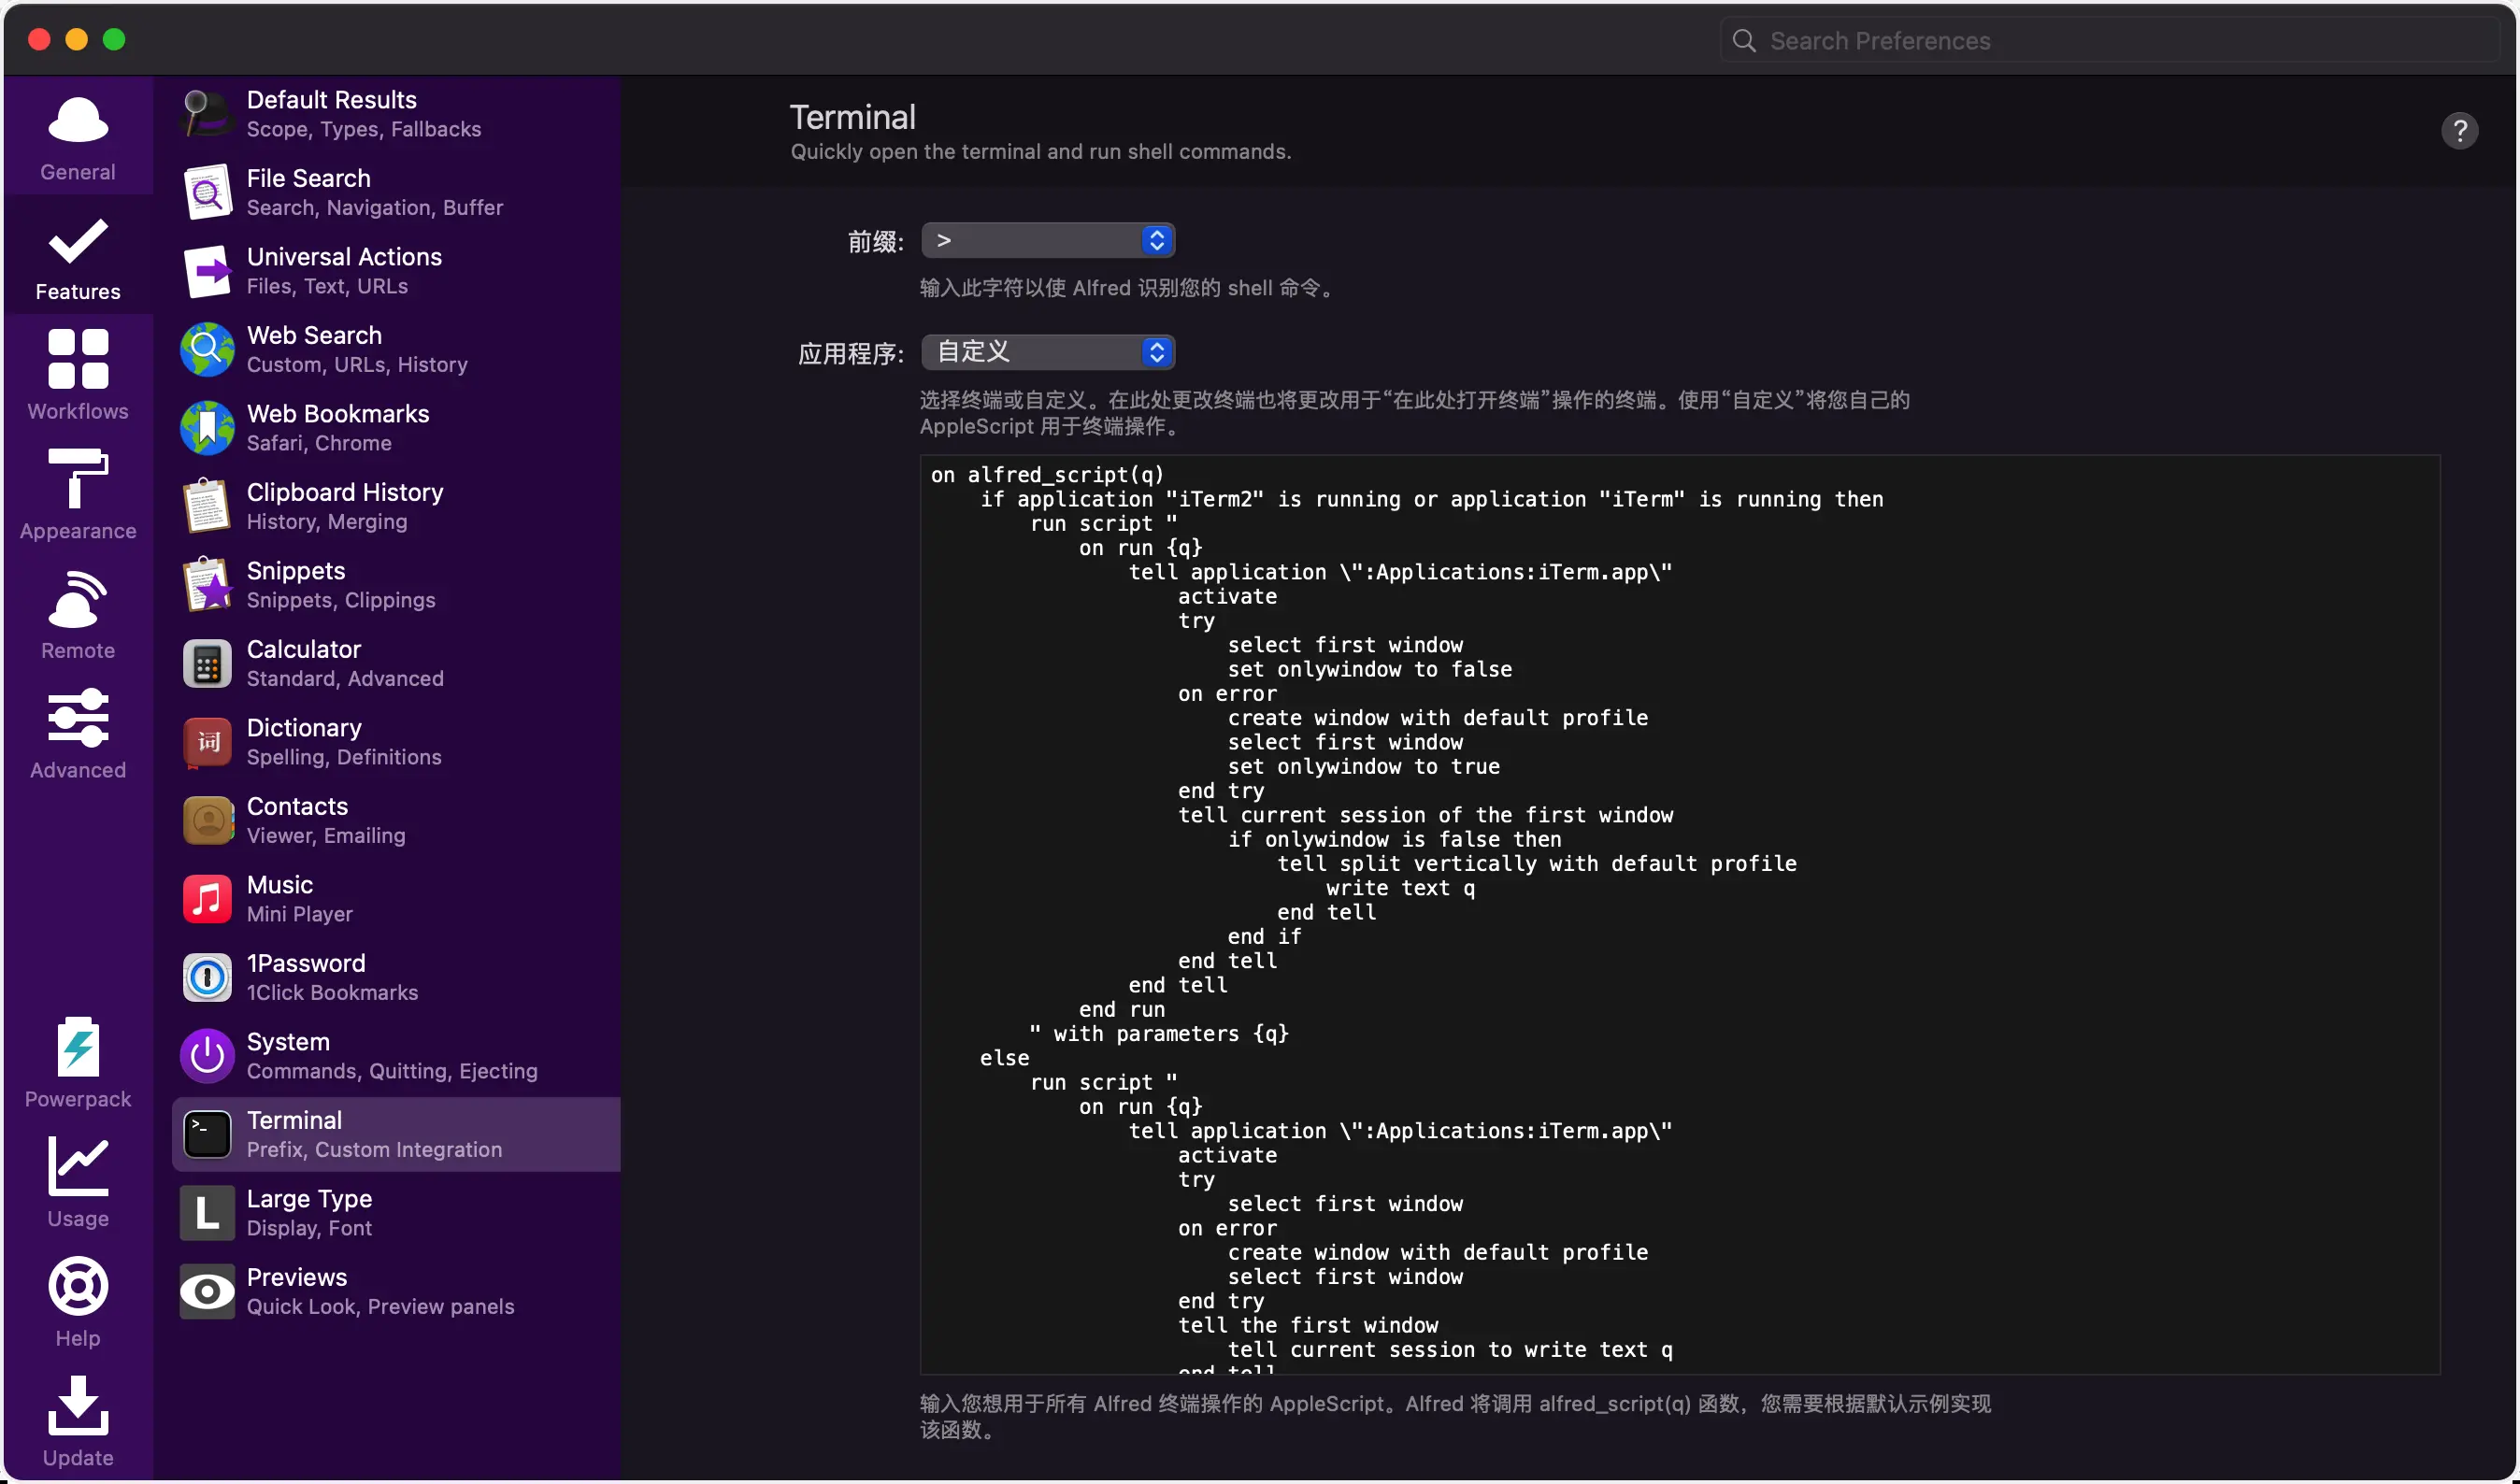 Search Preferences
General
Features
Workflows
Appearance
Remote
Advanced
Powerpack
Usage
Help
Update
Default Results
Scope, Types, Fallbacks
File Search
Search, Navigation, Buffer
Universal Actions
Files, Text, URLs
Web Search
Custom, URLs, History
Web Bookmarks
Safari, Chrome
Clipboard History
History, Merging
Snippets
Snippets, Clippings
Calculator
Standard, Advanced
词
Dictionary
Spelling, Definitions
Contacts
Viewer, Emailing
Music
Mini Player
1Password
1Click Bookmarks
System
Commands, Quitting, Ejecting
>_
Terminal
Prefix, Custom Integration
L
Large Type
Display, Font
Previews
Quick Look, Preview panels
Terminal
Quickly open the terminal and run shell commands.
?
前缀: >
输入此字符以使 Alfred 识别您的 shell 命令。
应用程序: 自定义
选择终端或自定义。在此处更改终端也将更改用于“在此处打开终端”操作的终端。使用“自定义”将您自己的
AppleScript 用于终端操作。
on alfred_script(q)
    if application "iTerm2" is running or application "iTerm" is running then
        run script "
            on run {q}
                tell application \":Applications:iTerm.app\"
                    activate
                    try
                        select first window
                        set onlywindow to false
                    on error
                        create window with default profile
                        select first window
                        set onlywindow to true
                    end try
                    tell current session of the first window
                        if onlywindow is false then
                            tell split vertically with default profile
                                write text q
                            end tell
                        end if
                    end tell
                end tell
            end run
        " with parameters {q}
    else
        run script "
            on run {q}
                tell application \":Applications:iTerm.app\"
                    activate
                    try
                        select first window
                    on error
                        create window with default profile
                        select first window
                    end try
                    tell the first window
                        tell current session to write text q
                    end tell
输入您想用于所有 Alfred 终端操作的 AppleScript。Alfred 将调用 alfred_script(q) 函数，您需要根据默认示例实现
该函数。